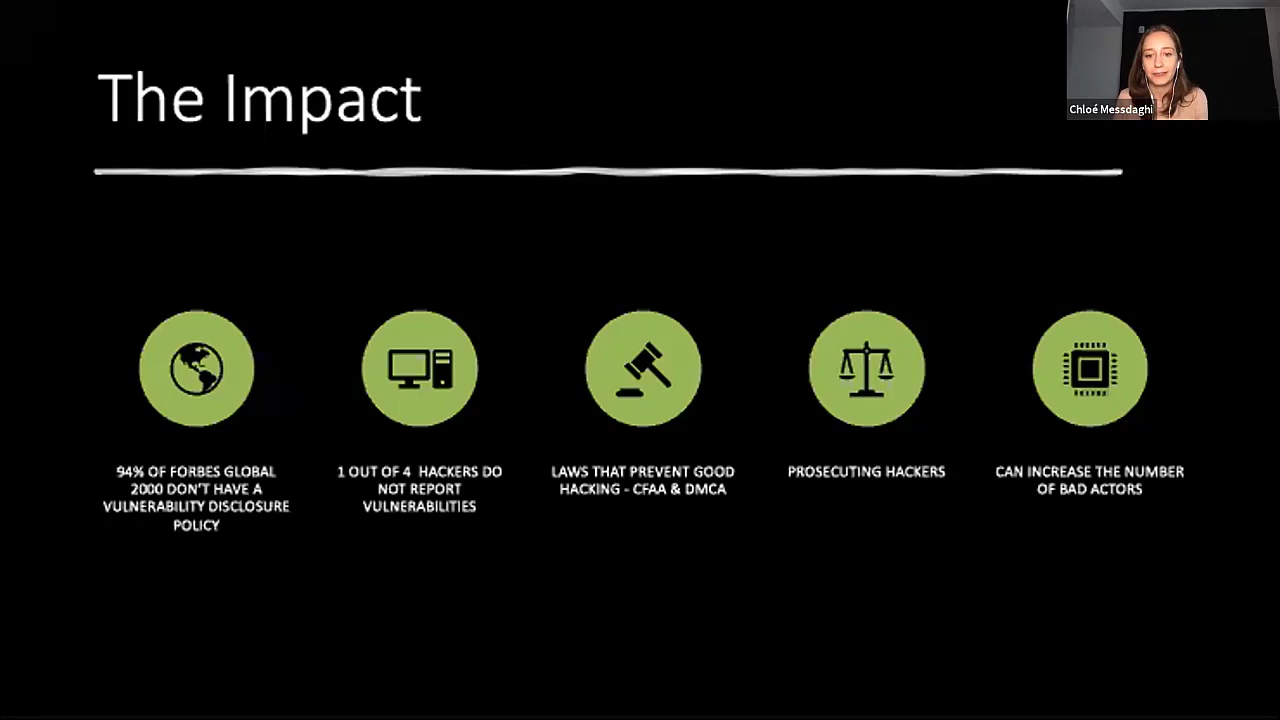 The Impact
Chloé Messdaghi
94% OF FORBES GLOBAL
2000 DON'T HAVE A
VULNERABILITY DISCLOSURE
POLICY
1 OUT OF 4 HACKERS DO
NOT REPORT
VULNERABILITIES
LAWS THAT PREVENT GOOD
HACKING - CFAA & DMCA
PROSECUTING HACKERS
CAN INCREASE THE NUMBER
OF BAD ACTORS